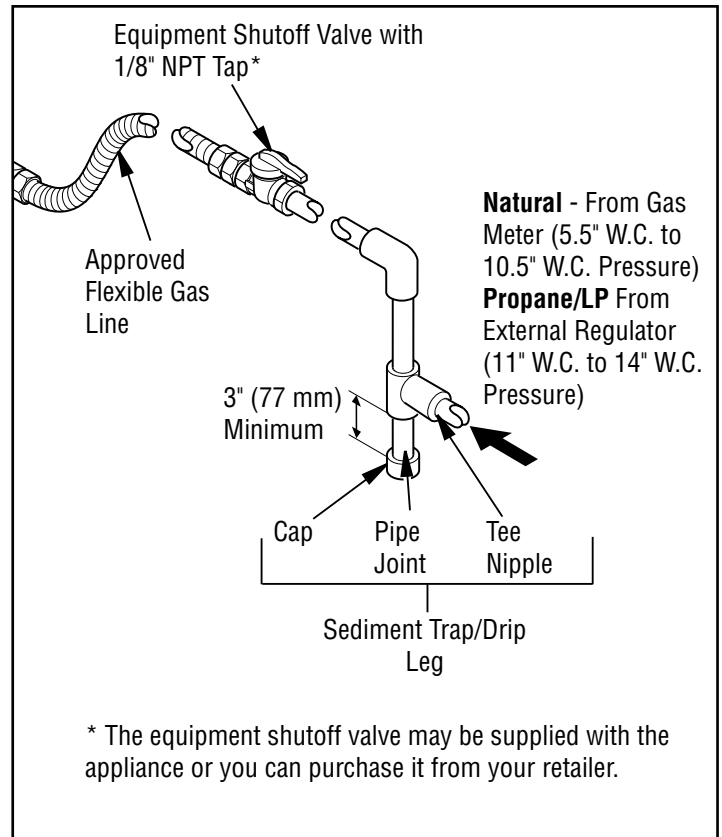 Equipment Shutoff Valve with
1/8" NPT Tap*
Approved
Flexible Gas
Line
Natural - From Gas
Meter (5.5" W.C. to
10.5" W.C. Pressure)
Propane/LP From
External Regulator
(11" W.C. to 14" W.C.
Pressure)
3" (77 mm)
Minimum
Cap
Pipe
Joint
Tee
Nipple
Sediment Trap/Drip
Leg
* The equipment shutoff valve may be supplied with the
appliance or you can purchase it from your retailer.